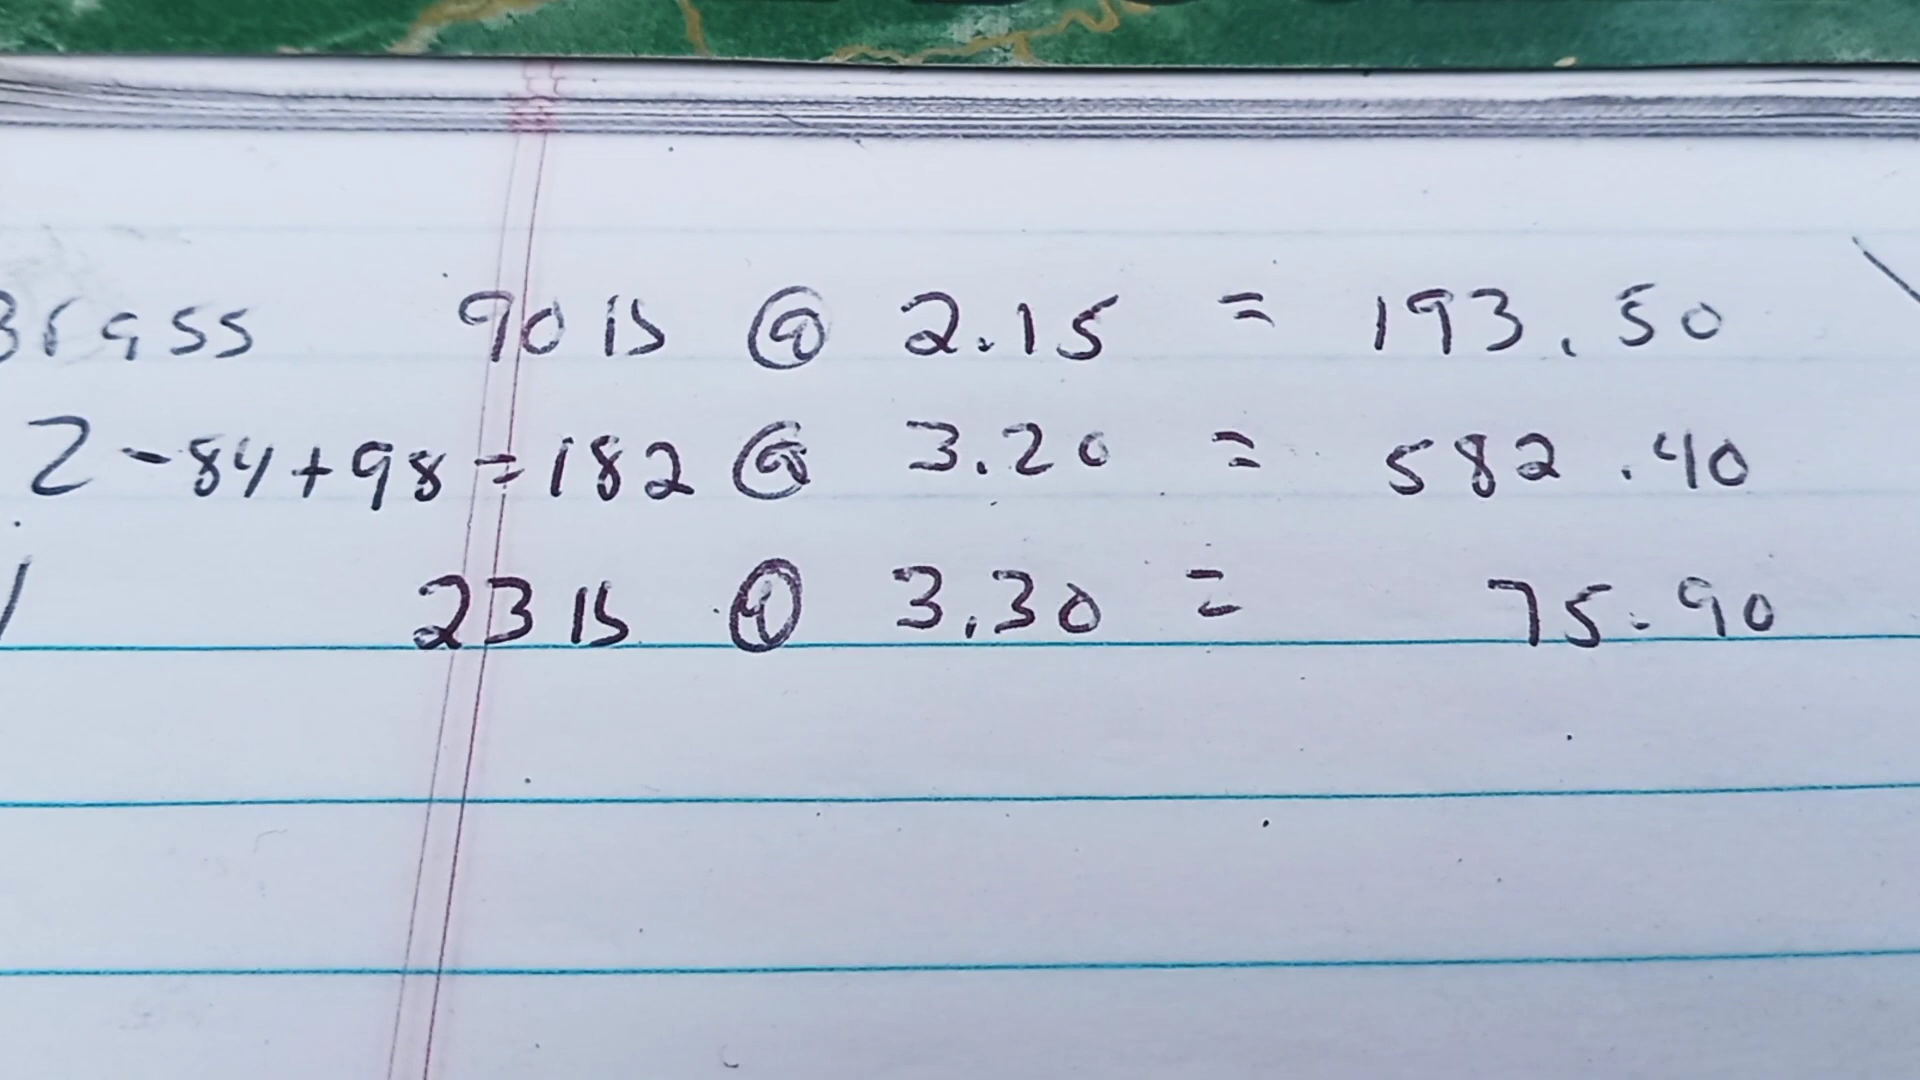 Brass 90 lb @ 2.15 = 193.50
2 - 84 + 98 = 182 @ 3.20 = 582.40
23 lb @ 3.30 = 75.90